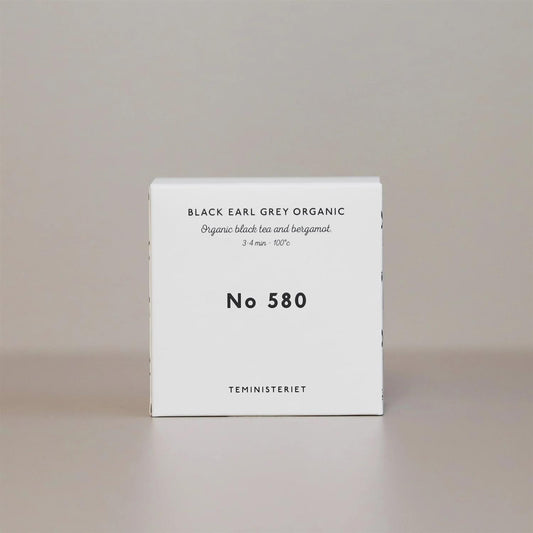 BLACK EARL GREY ORGANIC
Organic black tea and bergamot.
3-4 min - 100°c
No 580
TEMINISTERIET